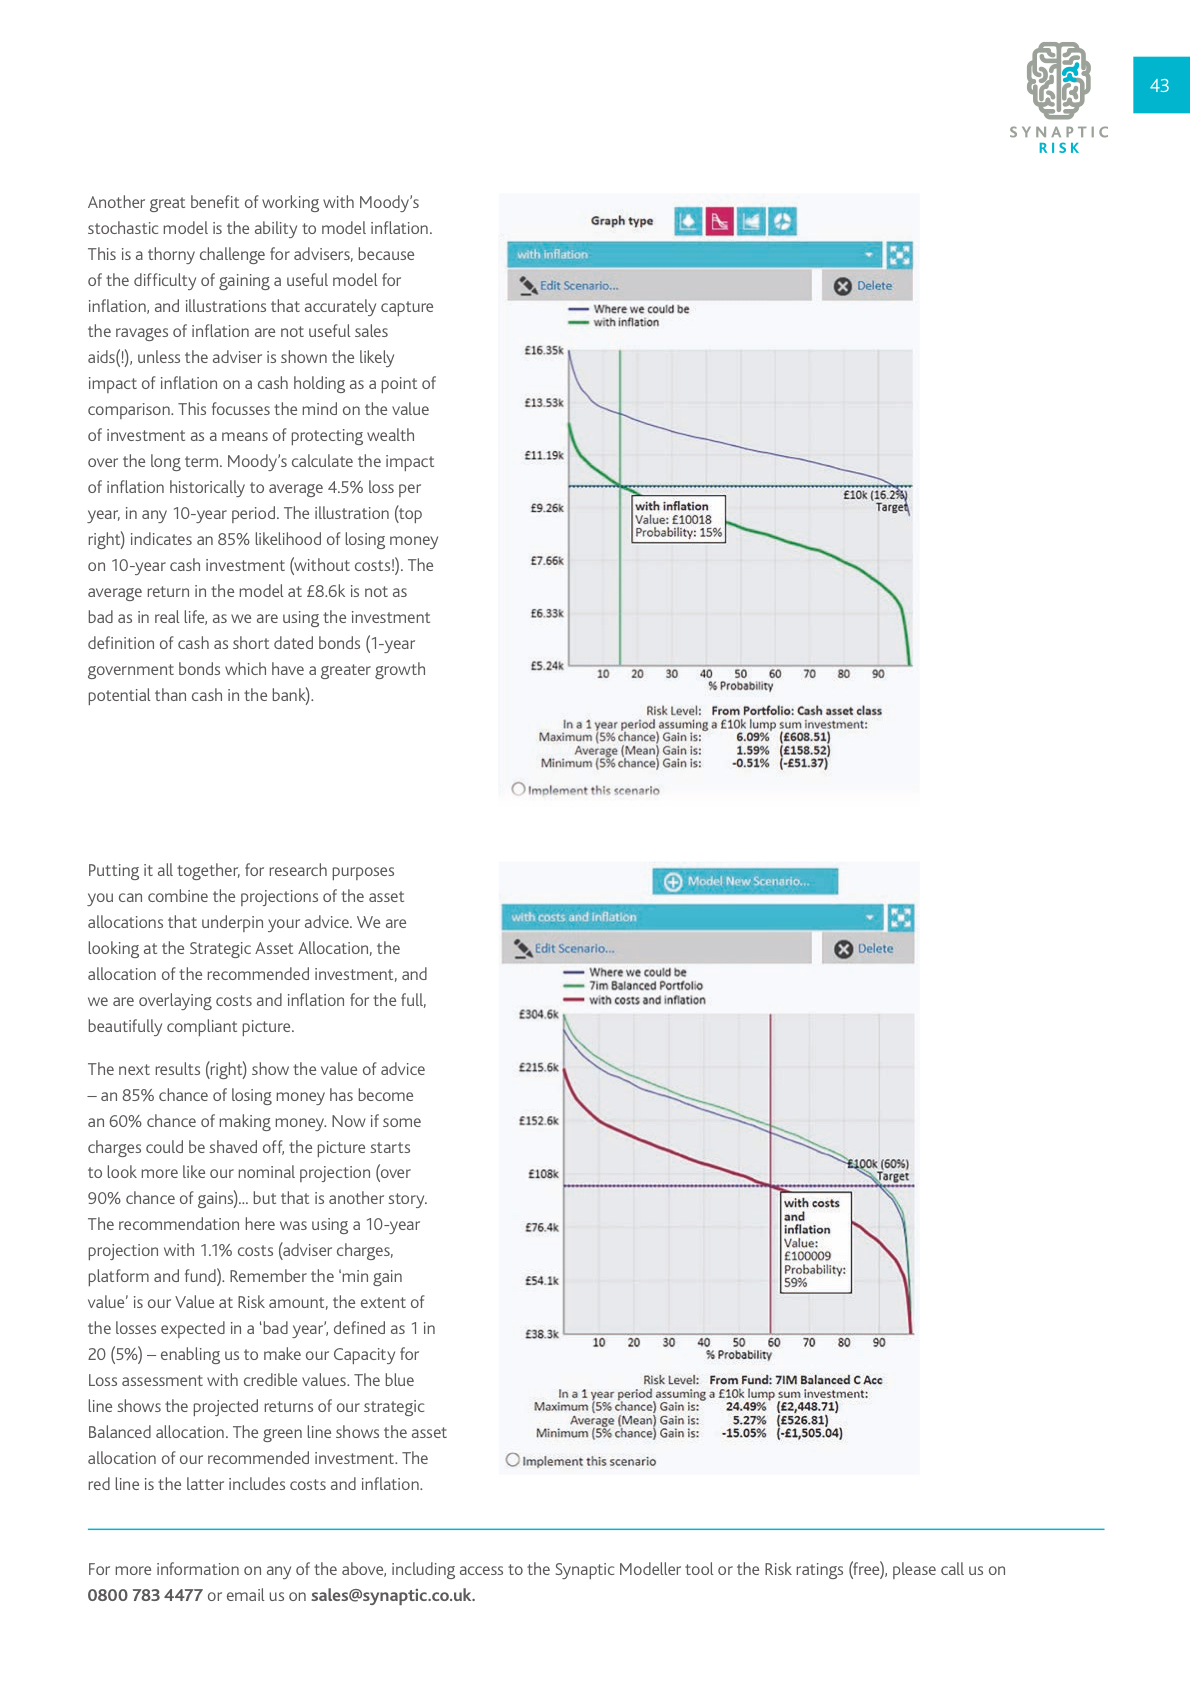 43
SYNAPTIC
RISK
Another great benefit of working with Moody's
stochastic model is the ability to model inflation.
This is a thorny challenge for advisers, because
of the difficulty of gaining a useful model for
inflation, and illustrations that accurately capture
the ravages of inflation are not useful sales
aids(!), unless the adviser is shown the likely
impact of inflation on a cash holding as a point of
comparison. This focusses the mind on the value
of investment as a means of protecting wealth
over the long term. Moody's calculate the impact
of inflation historically to average 4.5% loss per
year, in any 10-year period. The illustration (top
right) indicates an 85% likelihood of losing money
on 10-year cash investment (without costs!). The
average return in the model at £8.6k is not as
bad as in real life, as we are using the investment
definition of cash as short dated bonds (1-year
government bonds which have a greater growth
potential than cash in the bank).
Graph type
with inflation
Edit Scenario...
Delete
Where we could be
with inflation
£16.35k
£13.53k
£11.19k
£9.26k
£7.66k
£6.33k
£5.24k
£10k (16.2%)
Target
with inflation
Value: £10018
Probability: 15%
10 20 30 40 50 60 70 80 90
% Probability
Risk Level: From Portfolio: Cash asset class
In a 1 year period assuming a £10k lump sum investment:
Maximum (5% chance) Gain is: 6.09% (£608.51)
Average (Mean) Gain is: 1.59% (£158.52)
Minimum (5% chance) Gain is: -0.51% (-£51.37)
Implement this scenario
Putting it all together, for research purposes
you can combine the projections of the asset
allocations that underpin your advice. We are
looking at the Strategic Asset Allocation, the
allocation of the recommended investment, and
we are overlaying costs and inflation for the full,
beautifully compliant picture.
The next results (right) show the value of advice
– an 85% chance of losing money has become
an 60% chance of making money. Now if some
charges could be shaved off, the picture starts
to look more like our nominal projection (over
90% chance of gains)... but that is another story.
The recommendation here was using a 10-year
projection with 1.1% costs (adviser charges,
platform and fund). Remember the 'min gain
value' is our Value at Risk amount, the extent of
the losses expected in a 'bad year', defined as 1 in
20 (5%) – enabling us to make our Capacity for
Loss assessment with credible values. The blue
line shows the projected returns of our strategic
Balanced allocation. The green line shows the asset
allocation of our recommended investment. The
red line is the latter includes costs and inflation.
Model New Scenario...
with costs and inflation
Edit Scenario...
Delete
Where we could be
7im Balanced Portfolio
with costs and inflation
£304.6k
£215.6k
£152.6k
£108k
£76.4k
£54.1k
£38.3k
£100k (60%)
Target
with costs
and
inflation
Value:
£100009
Probability:
59%
10 20 30 40 50 60 70 80 90
% Probability
Risk Level: From Fund: 7IM Balanced C Acc
In a 1 year period assuming a £10k lump sum investment:
Maximum (5% chance) Gain is: 24.49% (£2,448.71)
Average (Mean) Gain is: 5.27% (£526.81)
Minimum (5% chance) Gain is: -15.05% (-£1,505.04)
Implement this scenario
For more information on any of the above, including access to the Synaptic Modeller tool or the Risk ratings (free), please call us on
0800 783 4477 or email us on sales@synaptic.co.uk.